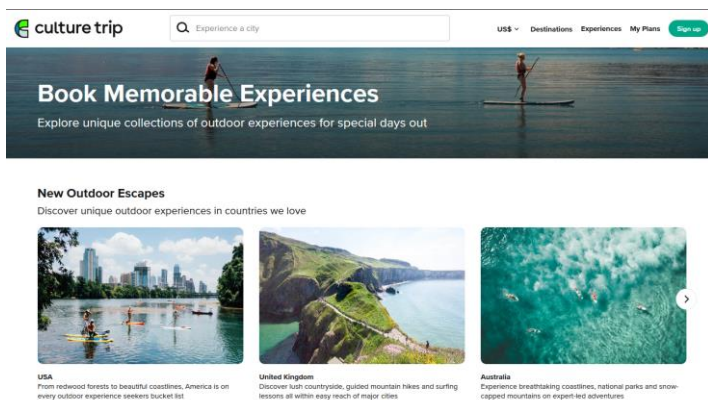 culture trip
Experience a city
US$
Destinations
Experiences
My Plans
Sign up
Book Memorable Experiences
Explore unique collections of outdoor experiences for special days out
New Outdoor Escapes
Discover unique outdoor experiences in countries we love
USA
From redwood forests to beautiful coastlines, America is on
every outdoor experience seekers bucket list
United Kingdom
Discover lush countryside, guided mountain hikes and surfing
lessons all within easy reach of major cities
Australia
Experience breathtaking coastlines, national parks and snow-
capped mountains on expert-led adventures